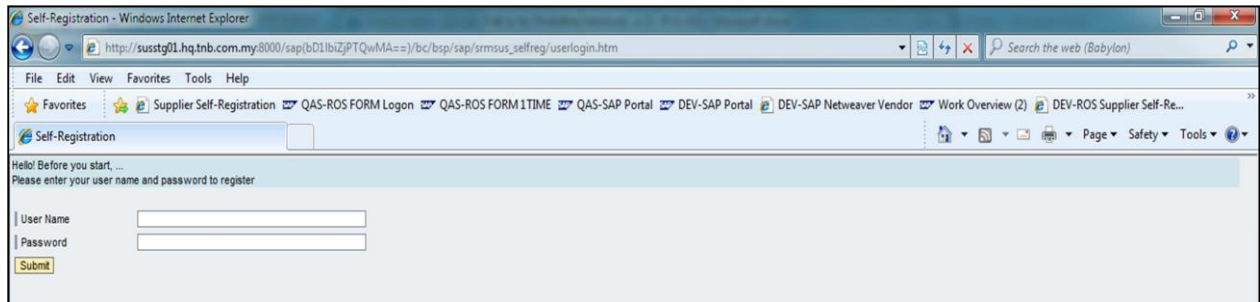 Self-Registration - Windows Internet Explorer
http://susstg01.hq.tnb.com.my:8000/sap(bD1lbiZjPTQwMA==)/bc/bsp/sap/srmsus_selfreg/userlogin.htm
Search the web (Babylon)
File Edit View Favorites Tools Help
Favorites Supplier Self-Registration QAS-ROS FORM Logon QAS-ROS FORM 1TIME QAS-SAP Portal DEV-SAP Portal DEV-SAP Netweaver Vendor Work Overview (2) DEV-ROS Supplier Self-Re...
Self-Registration
Page Safety Tools
Hello! Before you start, ...
Please enter your user name and password to register
User Name
Password
Submit